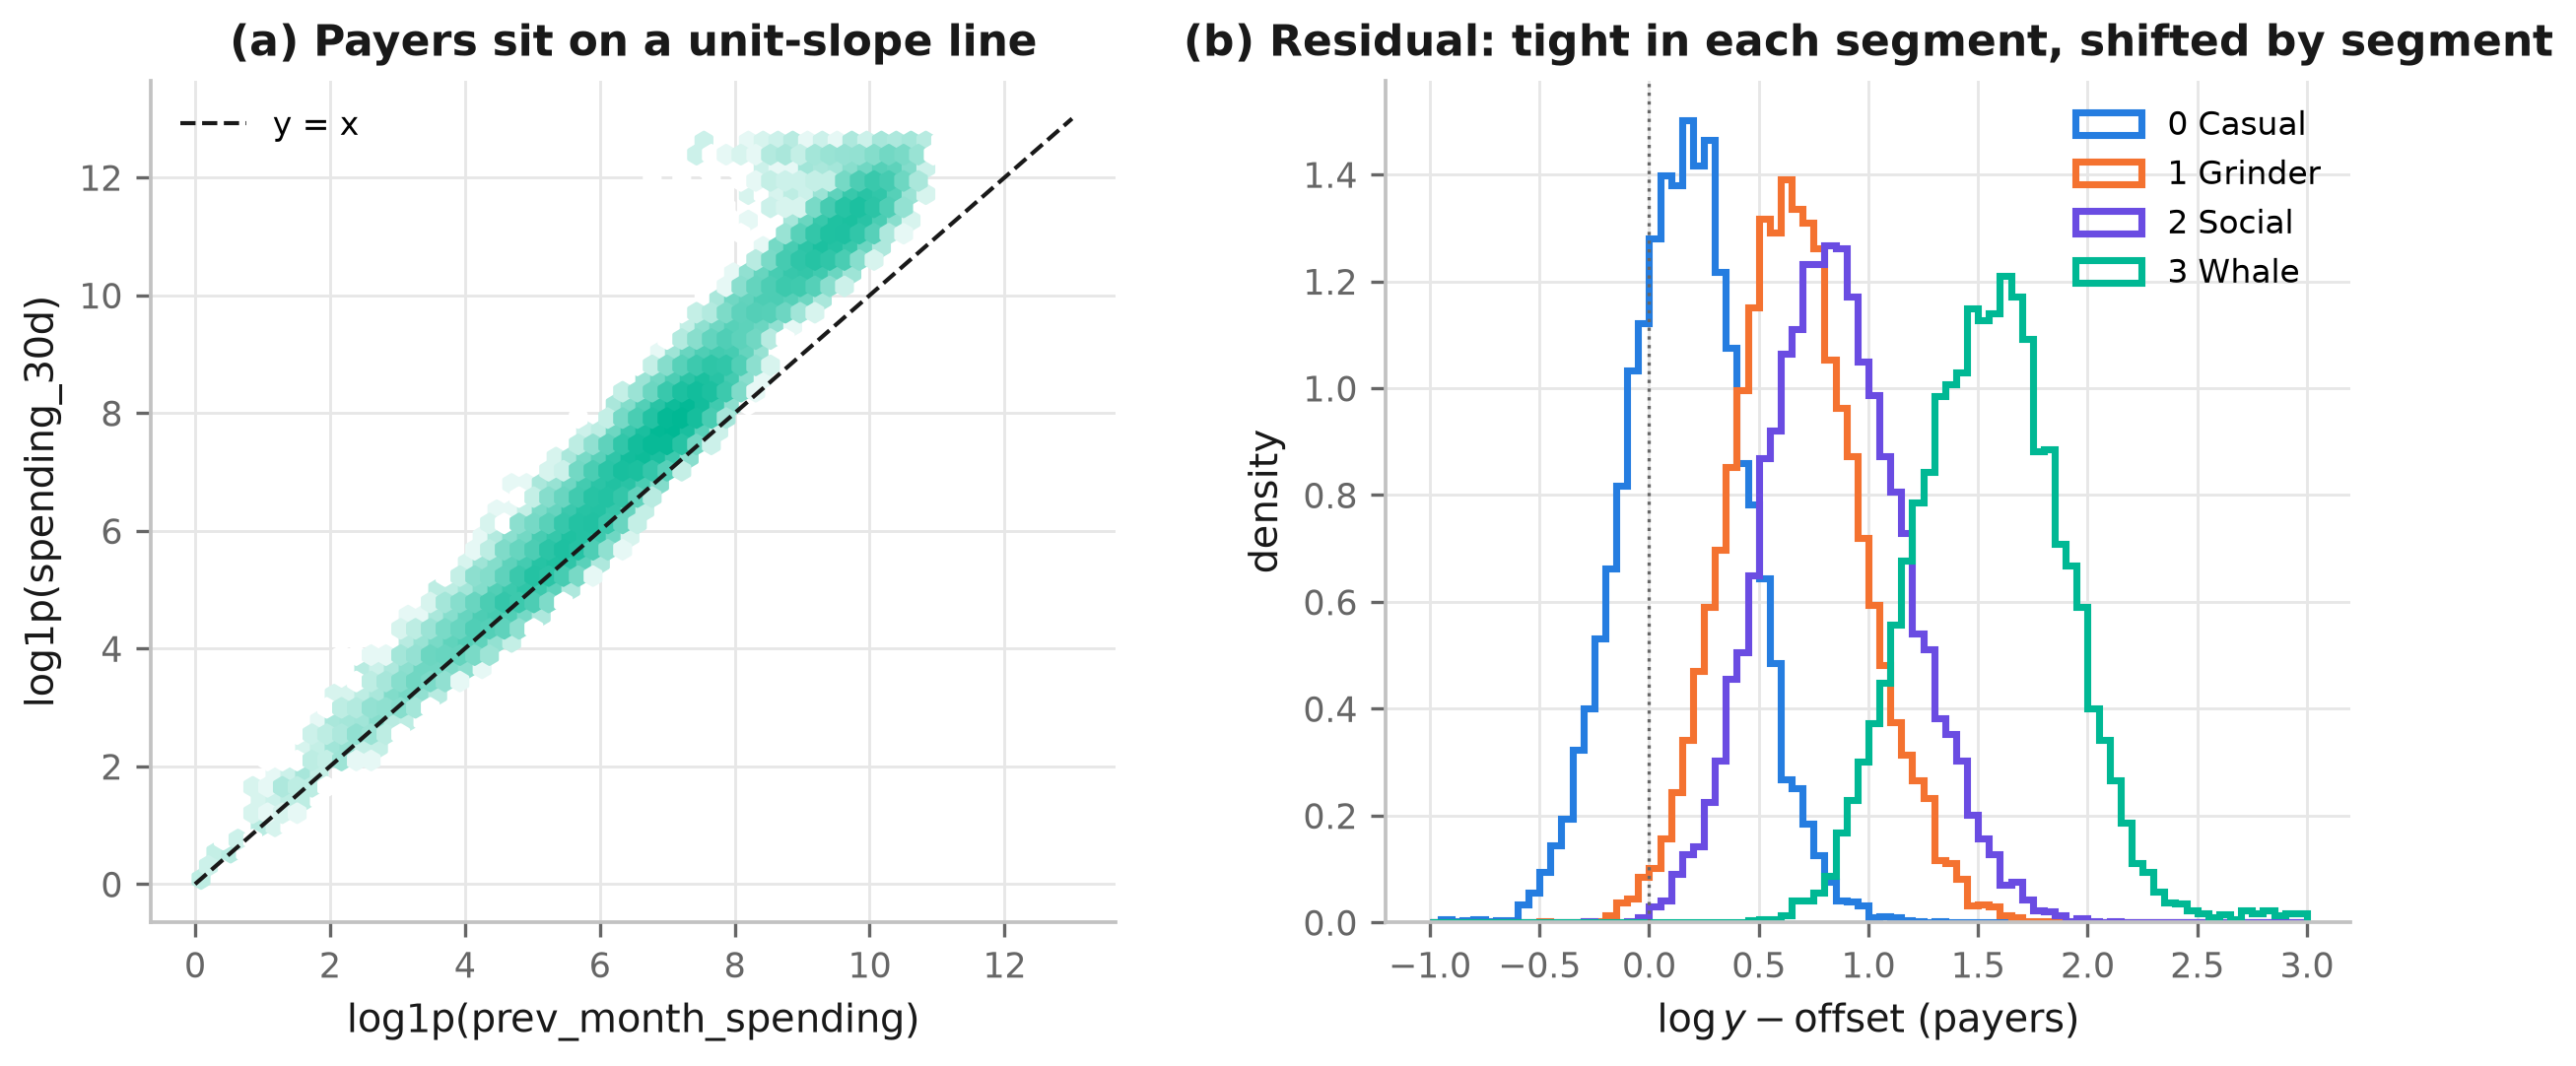 (a) Payers sit on a unit-slope line
y = x
12
10
8
6
4
2
0
log1p(spending_30d)
0 2 4 6 8 10 12
log1p(prev_month_spending)
(b) Residual: tight in each segment, shifted by segment
0 Casual
1 Grinder
2 Social
3 Whale
1.4
1.2
1.0
0.8
0.6
0.4
0.2
0.0
density
−1.0 −0.5 0.0 0.5 1.0 1.5 2.0 2.5 3.0
log y − offset (payers)